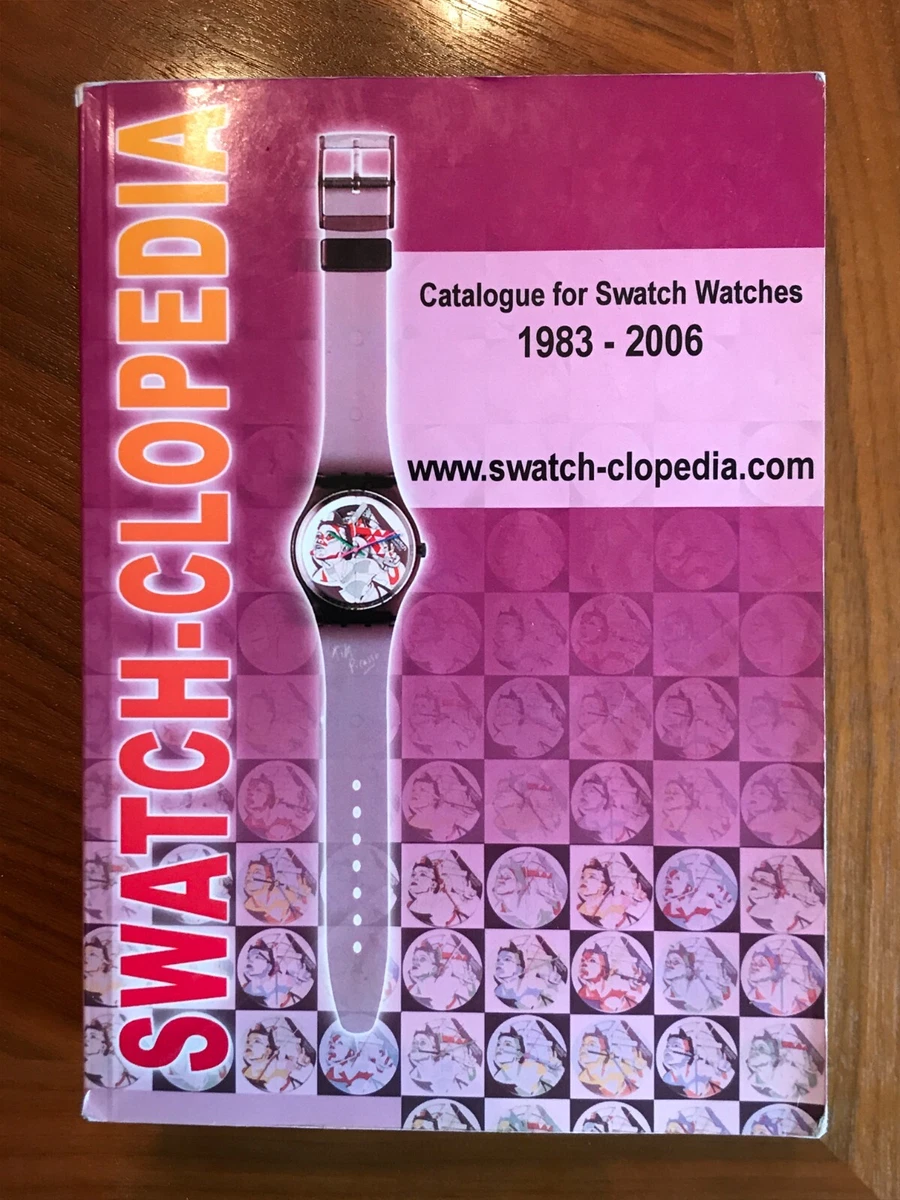 SWATCH-CLOPEDIA
Catalogue for Swatch Watches
1983 - 2006
www.swatch-clopedia.com